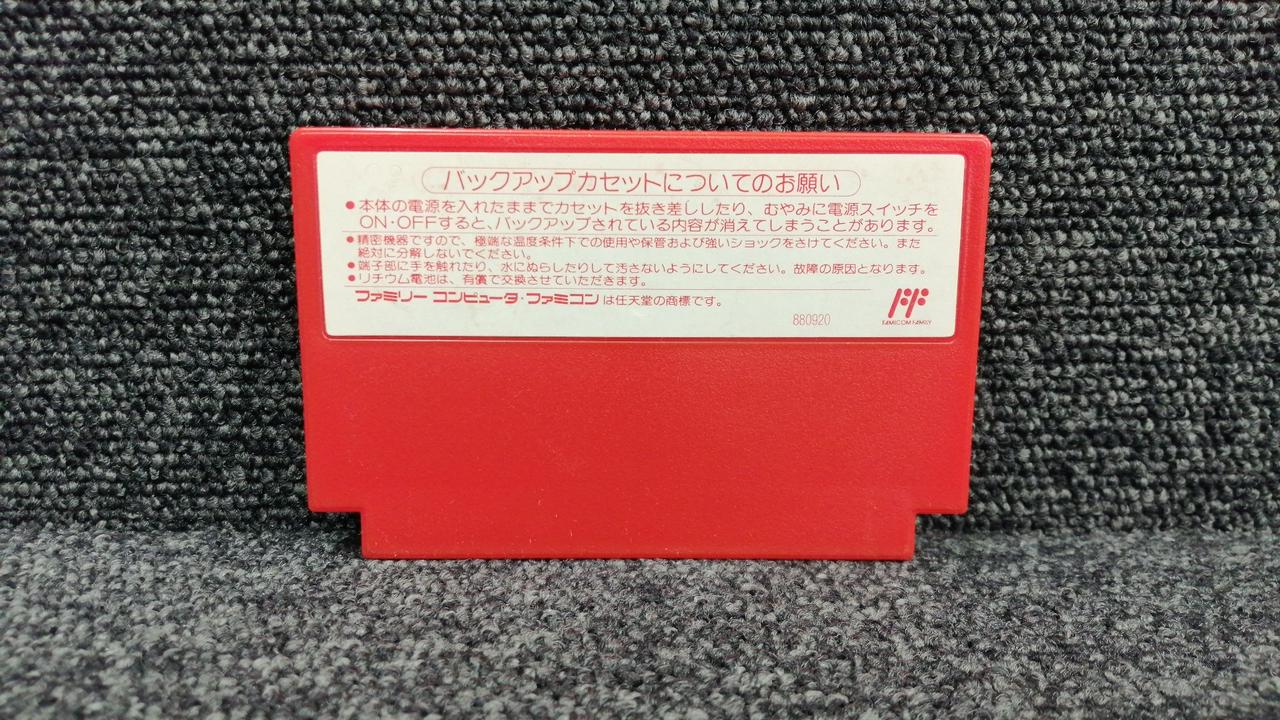 バックアップカセットについてのお願い
●本体の電源を入れたままでカセットを抜き差ししたり、むやみに電源スイッチを
ON・OFFすると、バックアップされている内容が消えてしまうことがあります。
●精密機器ですので、極端な温度条件下での使用や保管および強いショックをさけてください。また
絶対に分解しないでください。
●端子部に手を触れたり、水にぬらしたりして汚さないようにしてください。故障の原因となります。
●リチウム電池は、有償で交換させていただきます。
ファミリー コンピュータ・ファミコンは任天堂の商標です。
880920
FAMICOM FAMILY